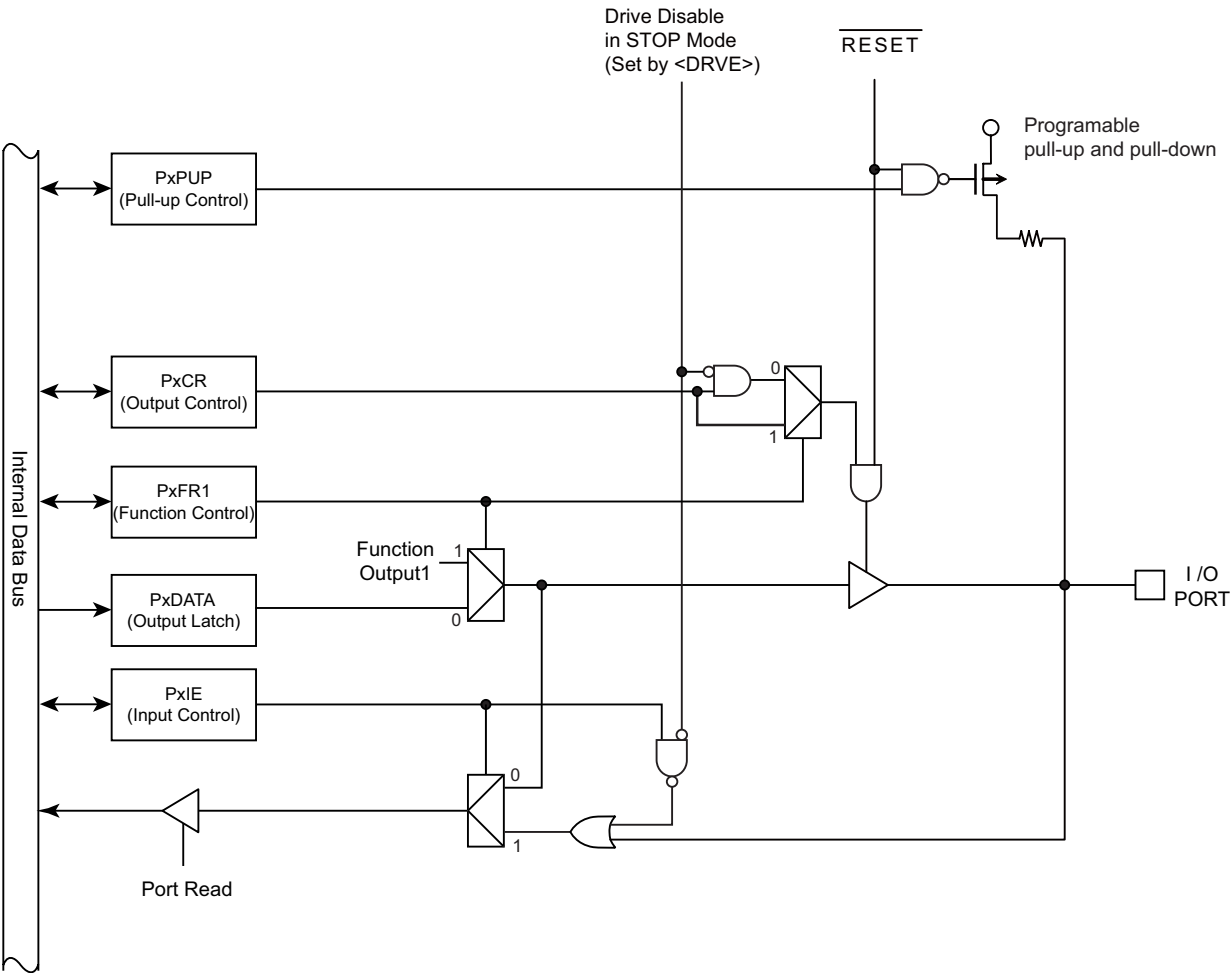 Drive Disable
in STOP Mode
(Set by <DRVE>)
RESET
Programable
pull-up and pull-down
PxPUP
(Pull-up Control)
PxCR
(Output Control)
0
1
Internal Data Bus
PxFR1
(Function Control)
Function
Output1
1
0
PxDATA
(Output Latch)
I /O
PORT
PxIE
(Input Control)
0
1
Port Read